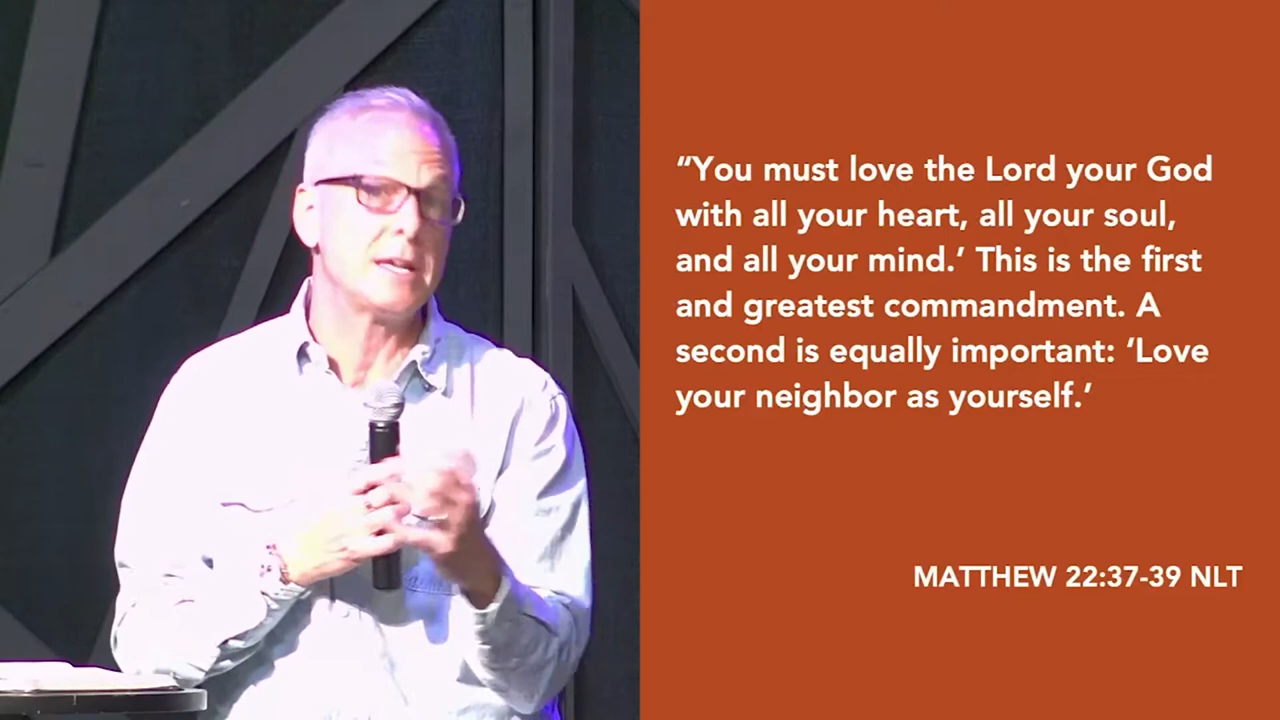 “You must love the Lord your God
with all your heart, all your soul,
and all your mind.’ This is the first
and greatest commandment. A
second is equally important: ‘Love
your neighbor as yourself.’
MATTHEW 22:37-39 NLT